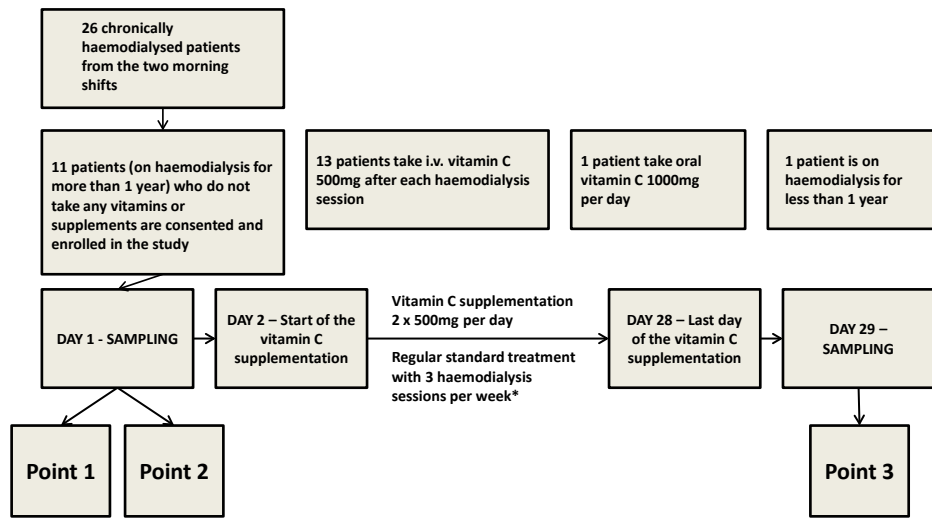 26 chronically
haemodialysed patients
from the two morning
shifts
11 patients (on haemodialysis for
more than 1 year) who do not
take any vitamins or
supplements are consented and
enrolled in the study
13 patients take i.v. vitamin C
500mg after each haemodialysis
session
1 patient take oral
vitamin C 1000mg
per day
1 patient is on
haemodialysis for
less than 1 year
DAY 1 - SAMPLING
DAY 2 – Start of the
vitamin C
supplementation
Vitamin C supplementation
2 x 500mg per day
Regular standard treatment
with 3 haemodialysis
sessions per week*
DAY 28 – Last day
of the vitamin C
supplementation
DAY 29 –
SAMPLING
Point 1
Point 2
Point 3